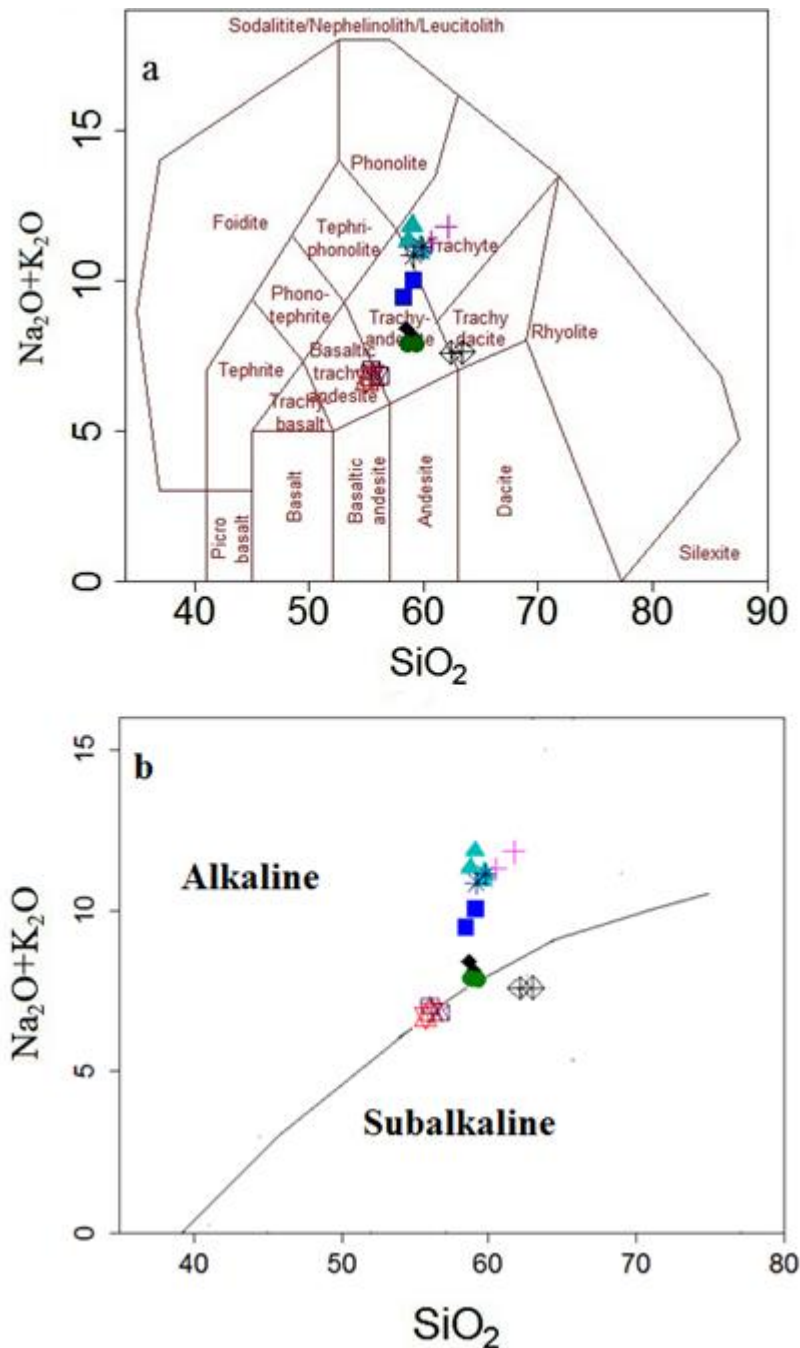 Sodalitite/Nephelinolith/Leucitolith
a
15
Phonolite
Foidite
Tephri-
phonolite
Trachyte
Na₂O+K₂O
10
Phono-
tephrite
Trachy-
andesite
Trachy
dacite
Rhyolite
Tephrite
Basaltic
trachy
andesite
Trachy-
basalt
5
Picro
basalt
Basalt
Basaltic
andesite
Andesite
Dacite
Silexite
0
40
50
60
70
80
90
SiO₂
15
b
Alkaline
Na₂O+K₂O
10
5
Subalkaline
0
40
50
60
70
80
SiO₂